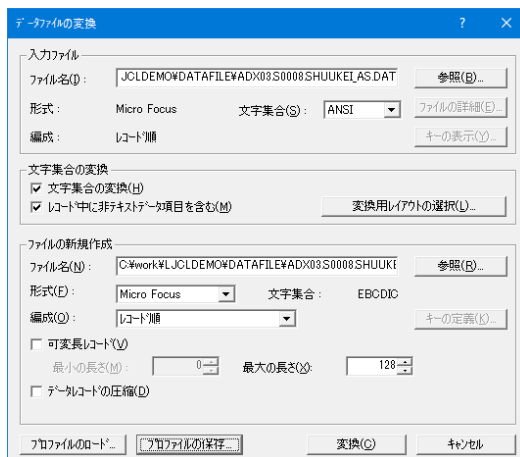 データファイルの変換
入力ファイル
ファイル名(I): JCLDEMO¥DATAFILE¥ADX03.S0008.SHUUKEI_AS.DAT 参照(B)...
形式: Micro Focus 文字集合(S): ANSI ファイルの詳細(E)...
編成: レコード順 キーの表示(Y)...
文字集合の変換
文字集合の変換(H)
レコード中に非テキストデータ項目を含む(M) 変換用レイアウトの選択(L)...
ファイルの新規作成
ファイル名(N): C:¥work¥LJCLDEMO¥DATAFILE¥ADX03.S0008.SHUUKE 参照(R)...
形式(F): Micro Focus 文字集合: EBCDIC
編成(O): レコード順 キーの定義(K)...
可変長レコード(V)
最小の長さ(M): 0 最大の長さ(X): 128
データレコードの圧縮(D)
プロファイルのロード... プロファイルの保存... 変換(C) キャンセル